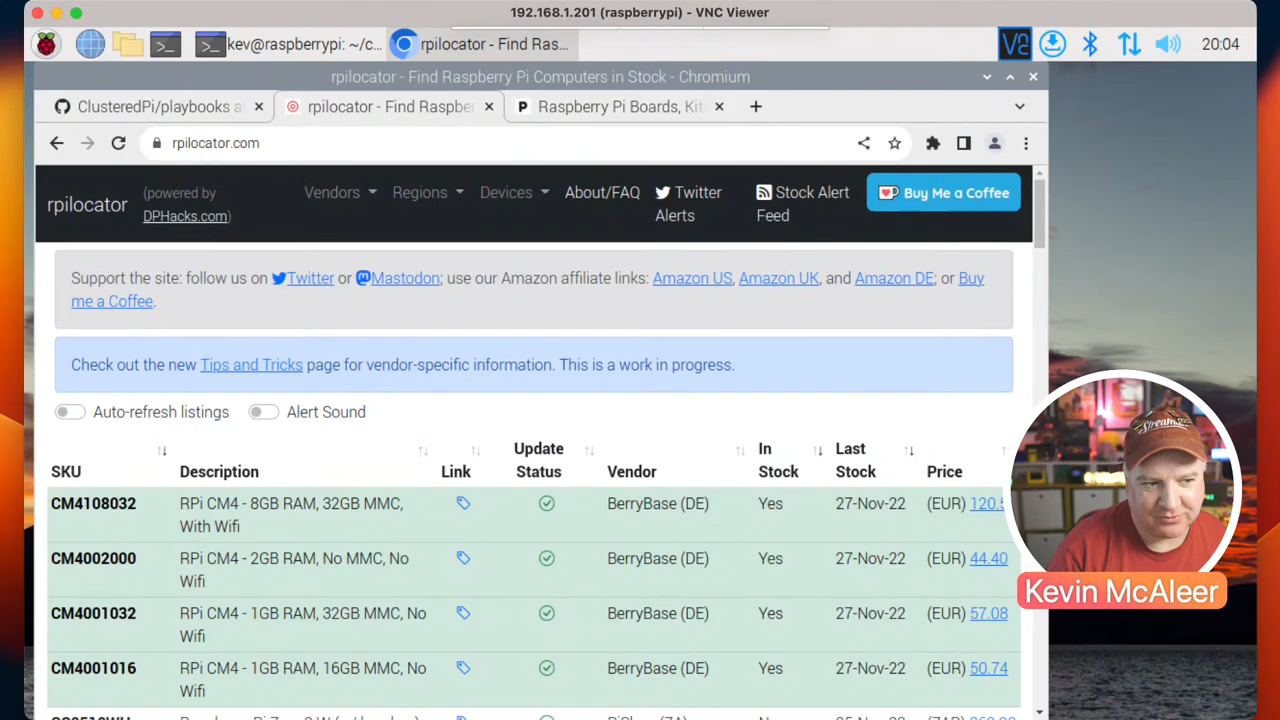 192.168.1.201 (raspberrypi) - VNC Viewer
kev@raspberrypi: ~/c...
rpilocator - Find Ras...
20:04
rpilocator - Find Raspberry Pi Computers in Stock - Chromium
ClusteredPi/playbooks a
rpilocator - Find Raspbe
P Raspberry Pi Boards, Kit
rpilocator.com
rpilocator
(powered by
DPHacks.com)
Vendors
Regions
Devices
About/FAQ
Twitter
Alerts
Stock Alert
Feed
Buy Me a Coffee
Support the site: follow us on Twitter or Mastodon; use our Amazon affiliate links: Amazon US, Amazon UK, and Amazon DE; or Buy
me a Coffee.
Check out the new Tips and Tricks page for vendor-specific information. This is a work in progress.
Auto-refresh listings
Alert Sound
SKU
Description
Link
Update
Status
Vendor
In
Stock
Last
Stock
Price
CM4108032
RPi CM4 - 8GB RAM, 32GB MMC,
With Wifi
BerryBase (DE)
Yes
27-Nov-22
(EUR) 120.
CM4002000
RPi CM4 - 2GB RAM, No MMC, No
Wifi
BerryBase (DE)
Yes
27-Nov-22
(EUR) 44.40
CM4001032
RPi CM4 - 1GB RAM, 32GB MMC, No
Wifi
BerryBase (DE)
Yes
27-Nov-22
(EUR) 57.08
CM4001016
RPi CM4 - 1GB RAM, 16GB MMC, No
Wifi
BerryBase (DE)
Yes
27-Nov-22
(EUR) 50.74
Kevin McAleer